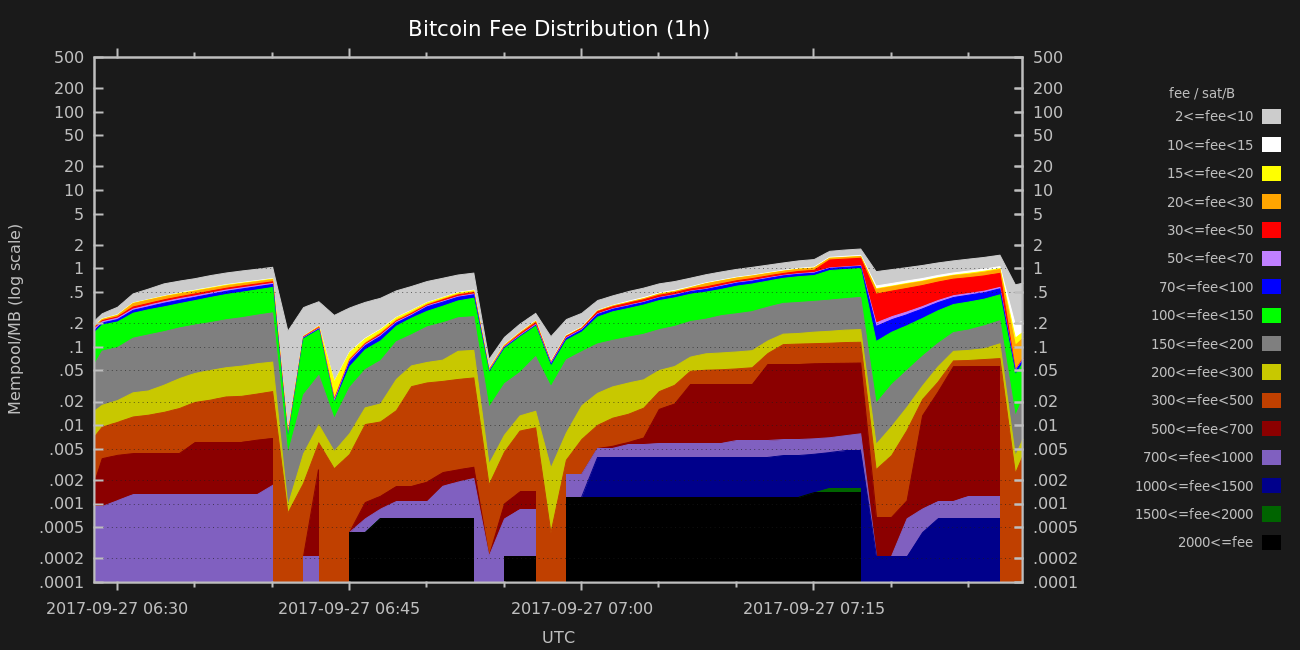 Bitcoin Fee Distribution (1h)
500 500
200 200
100 100
50 50
20 20
10 10
5 5
2 2
1 1
.5 .5
.2 .2
.1 .1
.05 .05
.02 .02
.01 .01
.005 .005
.002 .002
.001 .001
.0005 .0005
.0002 .0002
.0001 .0001
Mempool/MB (log scale)
2017-09-27 06:30 2017-09-27 06:45 2017-09-27 07:00 2017-09-27 07:15
UTC
fee / sat/B
2<=fee<10
10<=fee<15
15<=fee<20
20<=fee<30
30<=fee<50
50<=fee<70
70<=fee<100
100<=fee<150
150<=fee<200
200<=fee<300
300<=fee<500
500<=fee<700
700<=fee<1000
1000<=fee<1500
1500<=fee<2000
2000<=fee